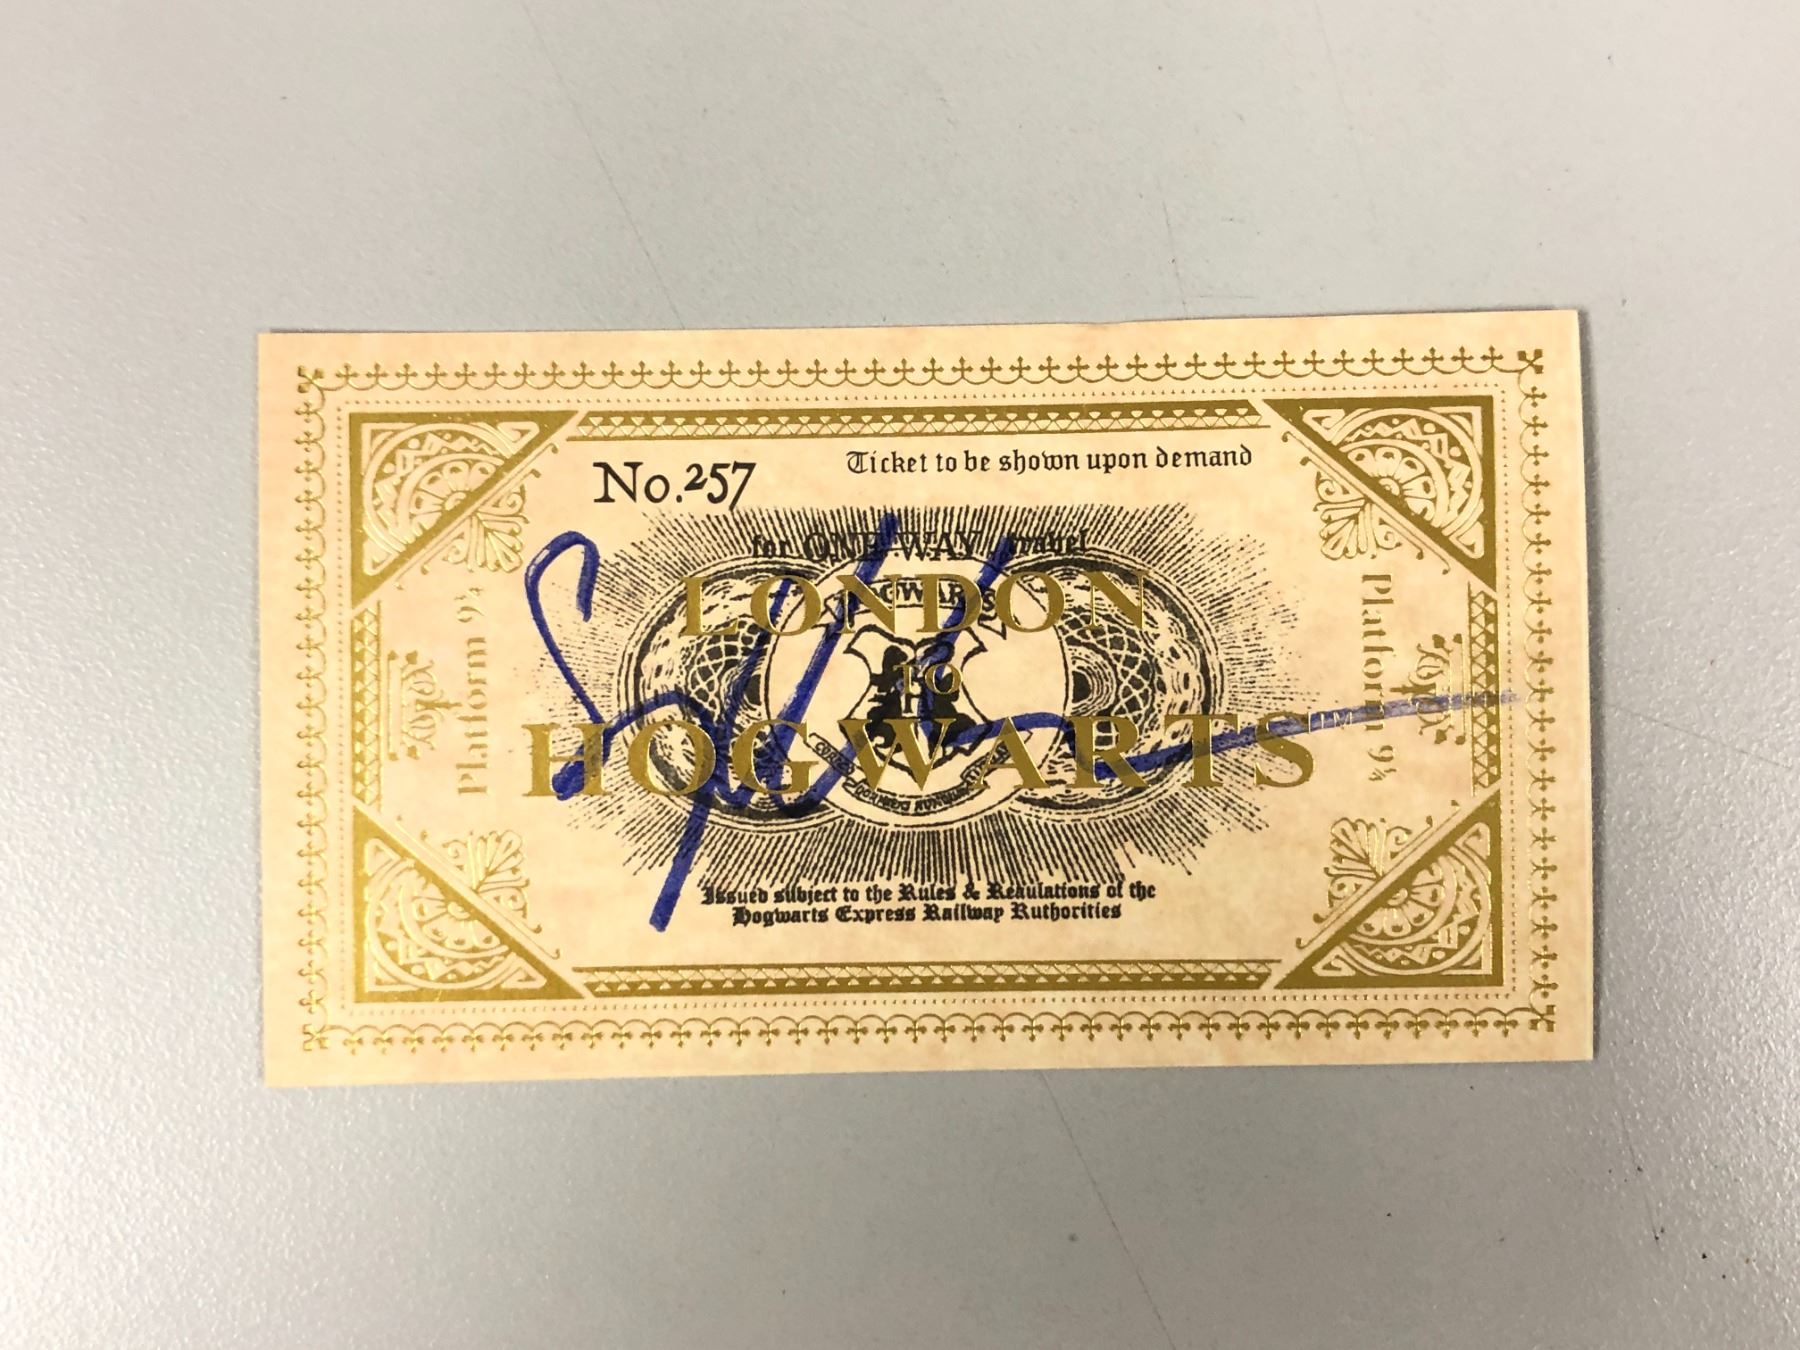 No.257
Ticket to be shown upon demand
for ONE WAY travel
HOGWARTS
LONDON
TO
H
HOGWARTS™
Platform 9¾
Platform 9¾
Issued subject to the Rules & Regulations of the
Hogwarts Express Railway Authorities